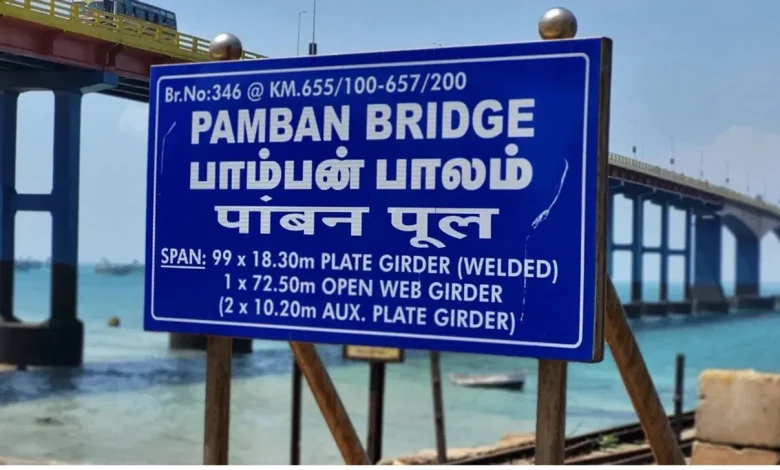 Br.No:346 @ KM.655/100-657/200
PAMBAN BRIDGE
பாம்பன் பாலம்
पांबन पूल
SPAN: 99 x 18.30m PLATE GIRDER (WELDED)
1 x 72.50m OPEN WEB GIRDER
(2 x 10.20m AUX. PLATE GIRDER)